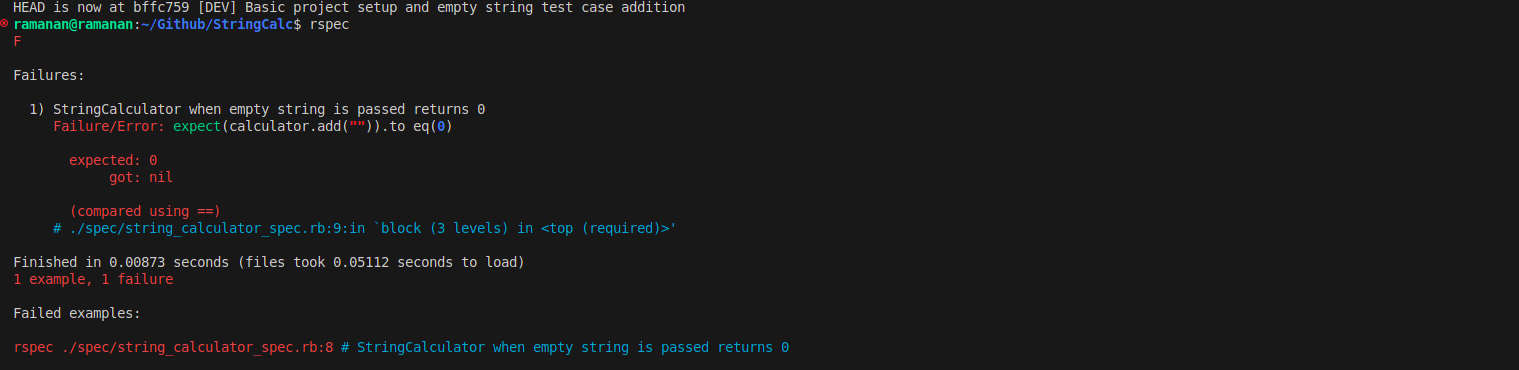 HEAD is now at bffc759 [DEV] Basic project setup and empty string test case addition
ramanan@ramanan:~/Github/StringCalc$ rspec
F
Failures:
1) StringCalculator when empty string is passed returns 0
Failure/Error: expect(calculator.add("")).to eq(0)
expected: 0
got: nil
(compared using ==)
# ./spec/string_calculator_spec.rb:9:in `block (3 levels) in <top (required)>'
Finished in 0.00873 seconds (files took 0.05112 seconds to load)
1 example, 1 failure
Failed examples:
rspec ./spec/string_calculator_spec.rb:8 # StringCalculator when empty string is passed returns 0